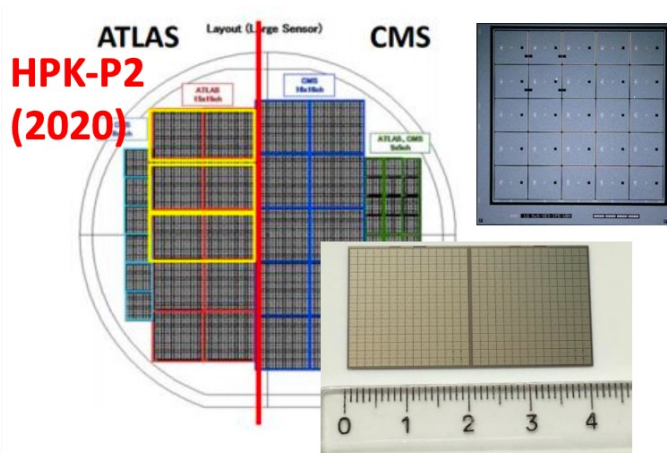 ATLAS
Layout (Large Sensor)
CMS
HPK-P2
(2020)
ATLAS
15x15ch
CMS
16x16ch
ATLAS, CMS
5x5ch
0 1 2 3 4